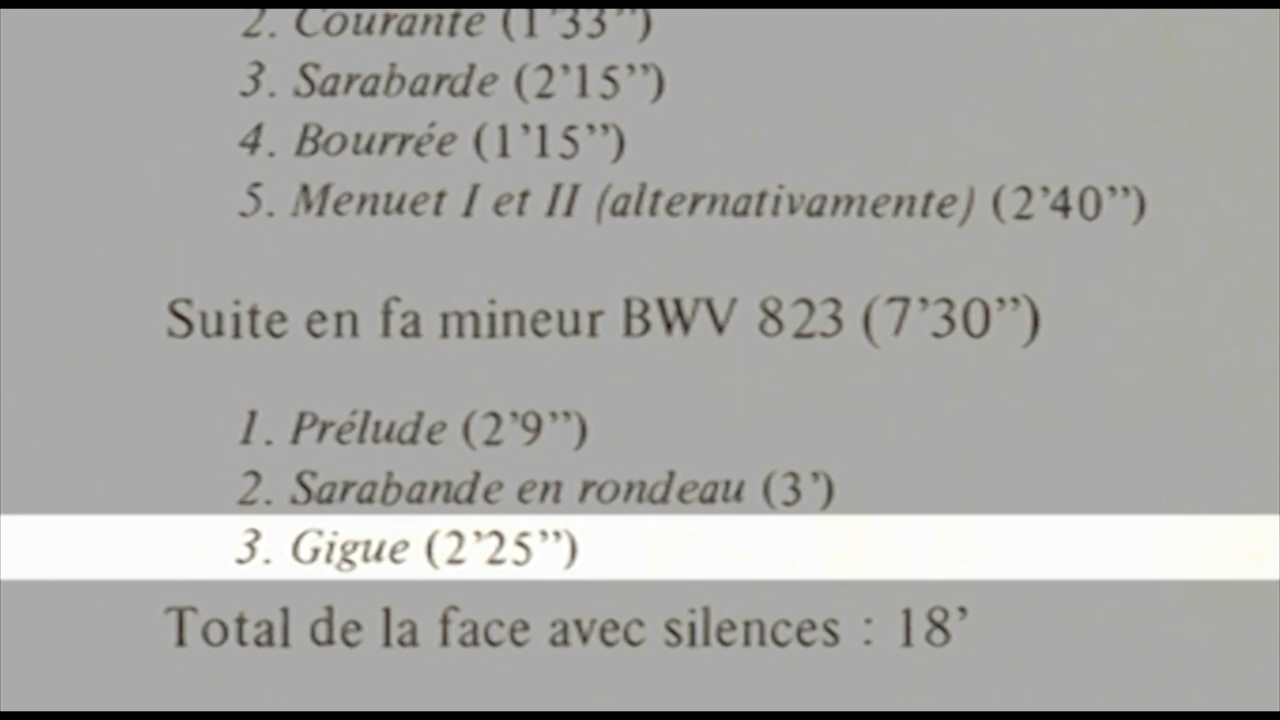 2. Courante (1'33”)
3. Sarabarde (2’15”)
4. Bourrée (1’15”)
5. Menuet I et II (alternativamente) (2’40”)
Suite en fa mineur BWV 823 (7’30”)
1. Prélude (2’9”)
2. Sarabande en rondeau (3’)
3. Gigue (2’25”)
Total de la face avec silences : 18’